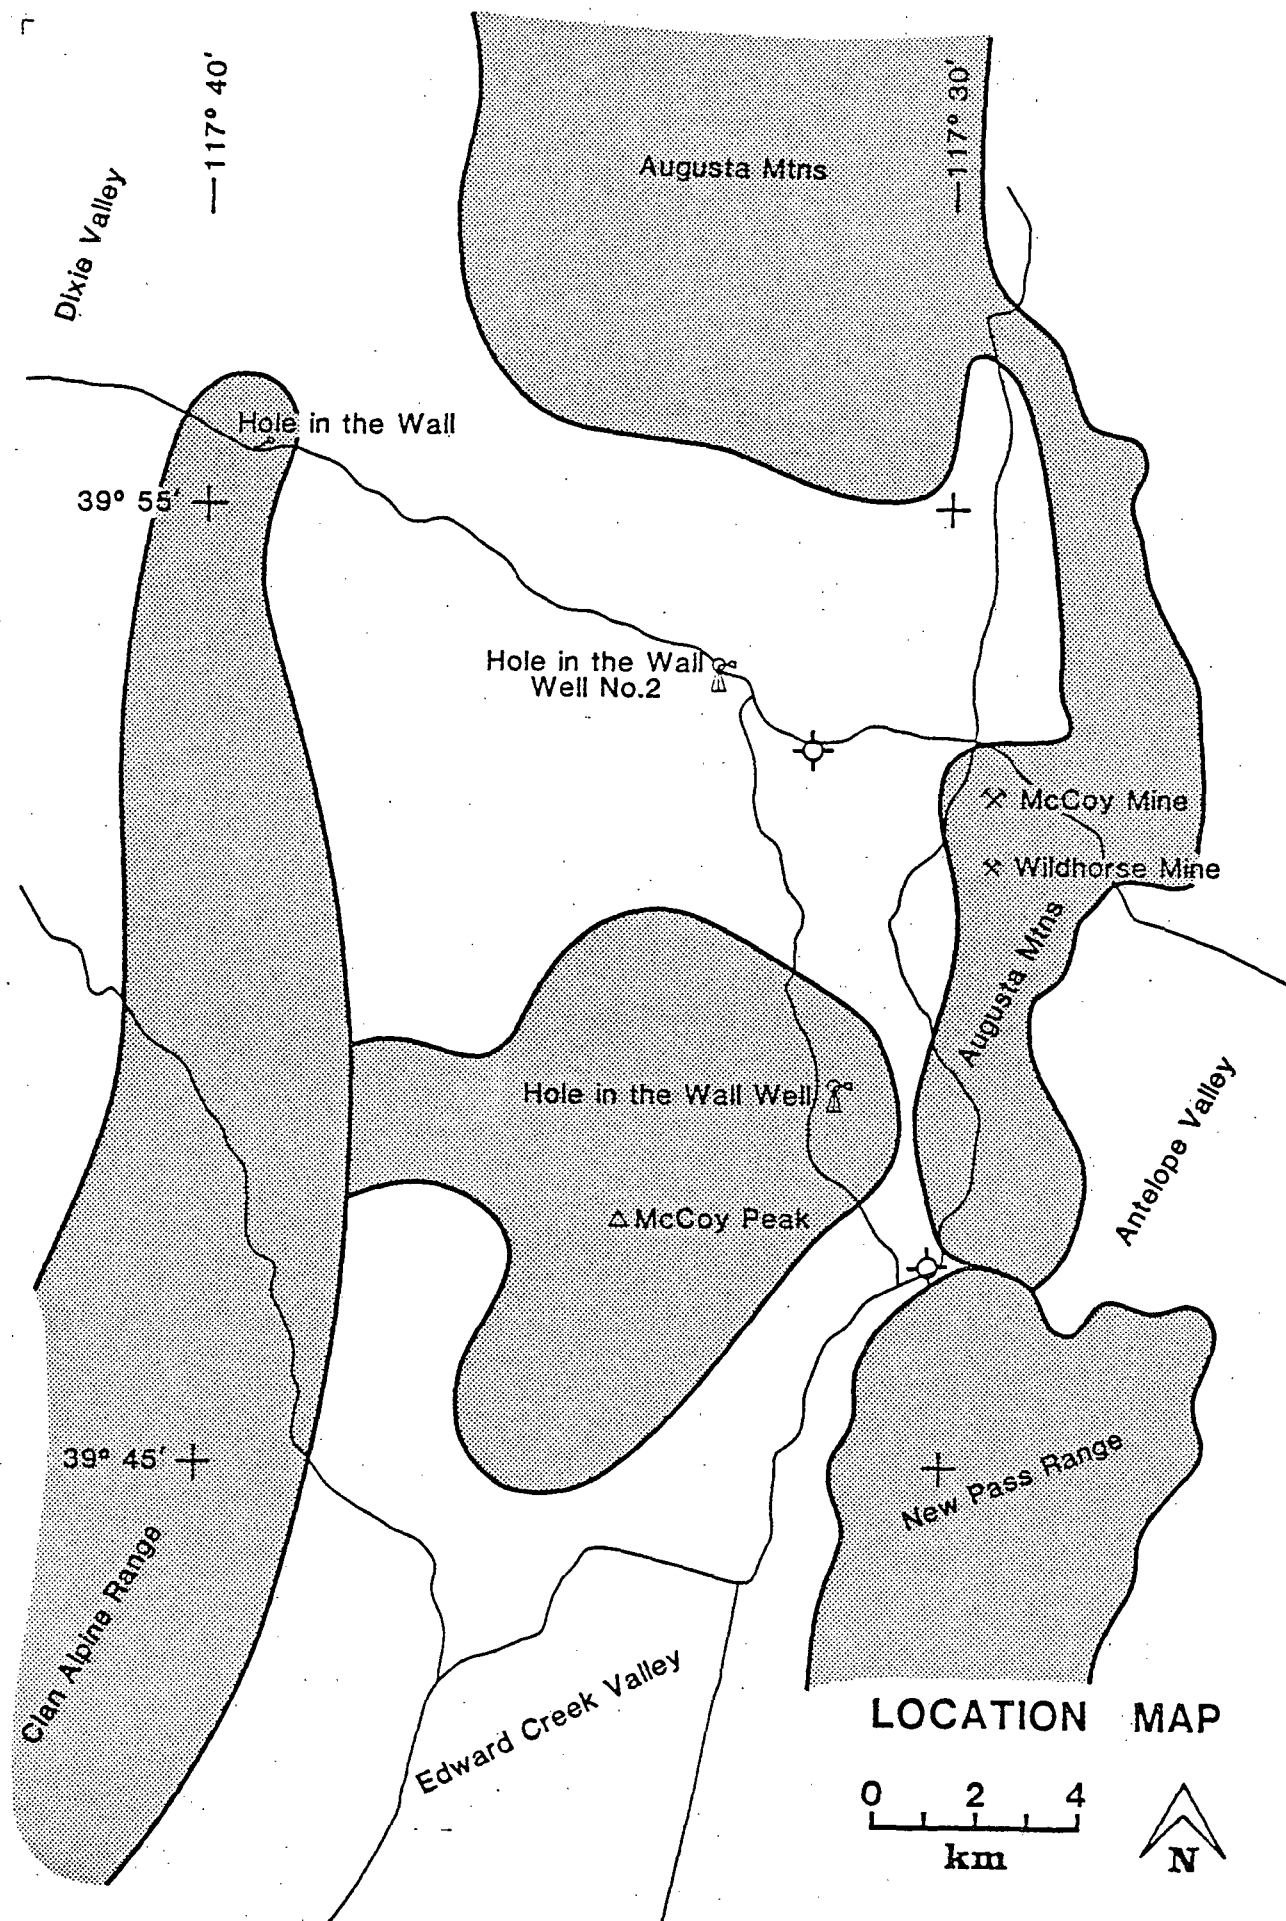 117° 40'
117° 30'
Augusta Mtns
Dixie Valley
Hole in the Wall
39° 55'
Hole in the Wall
Well No.2
McCoy Mine
Wildhorse Mine
Augusta Mtns
Hole in the Wall Well
Antelope Valley
McCoy Peak
39° 45'
New Pass Range
Clan Alpine Range
Edward Creek Valley
LOCATION MAP
0 2 4
km
N